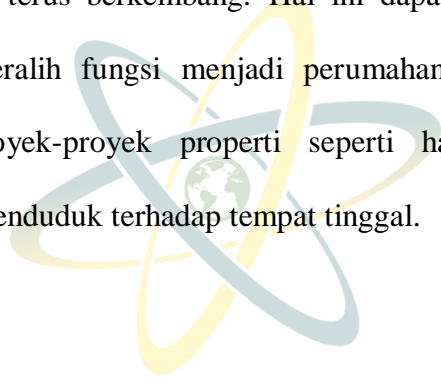 terus berkembang. Hal ini dapa
eralih fungsi menjadi perumahan
oyek-proyek properti seperti ha
enduduk terhadap tempat tinggal.